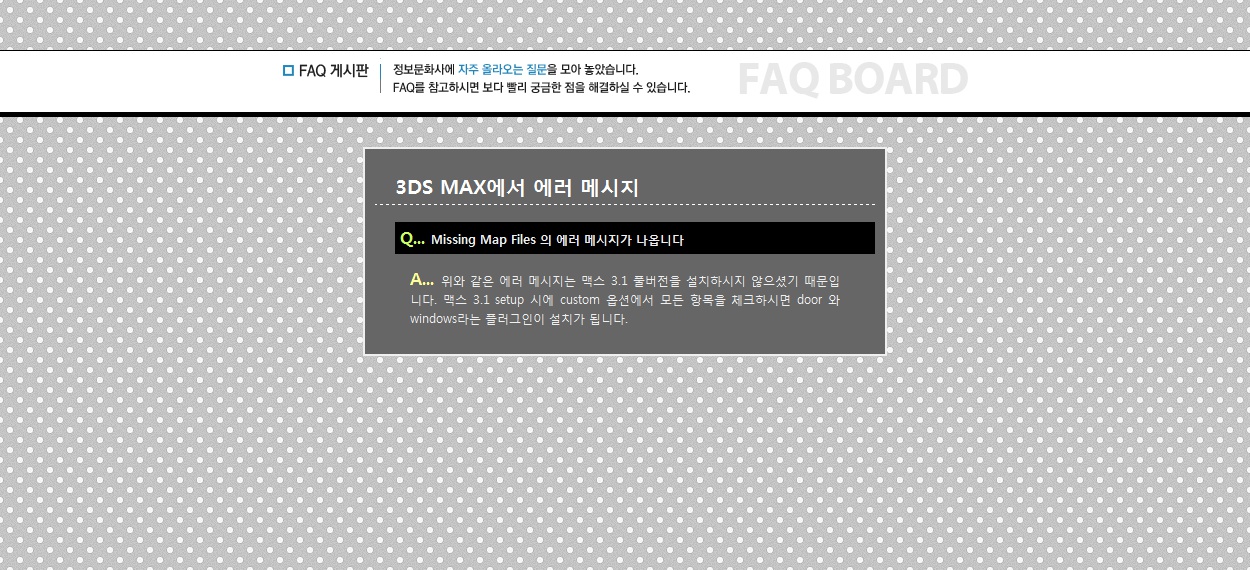 FAQ 게시판
정보문화사에 자주 올라오는 질문을 모아 놓았습니다.
FAQ를 참고하시면 보다 빨리 궁금한 점을 해결하실 수 있습니다.
FAQ BOARD
3DS MAX에서 에러 메시지
Q... Missing Map Files 의 에러 메시지가 나옵니다
A... 위와 같은 에러 메시지는 맥스 3.1 풀버전을 설치하시지 않으셨기 때문입
니다. 맥스 3.1 setup 시에 custom 옵션에서 모든 항목을 체크하시면 door 와
windows라는 플러그인이 설치가 됩니다.